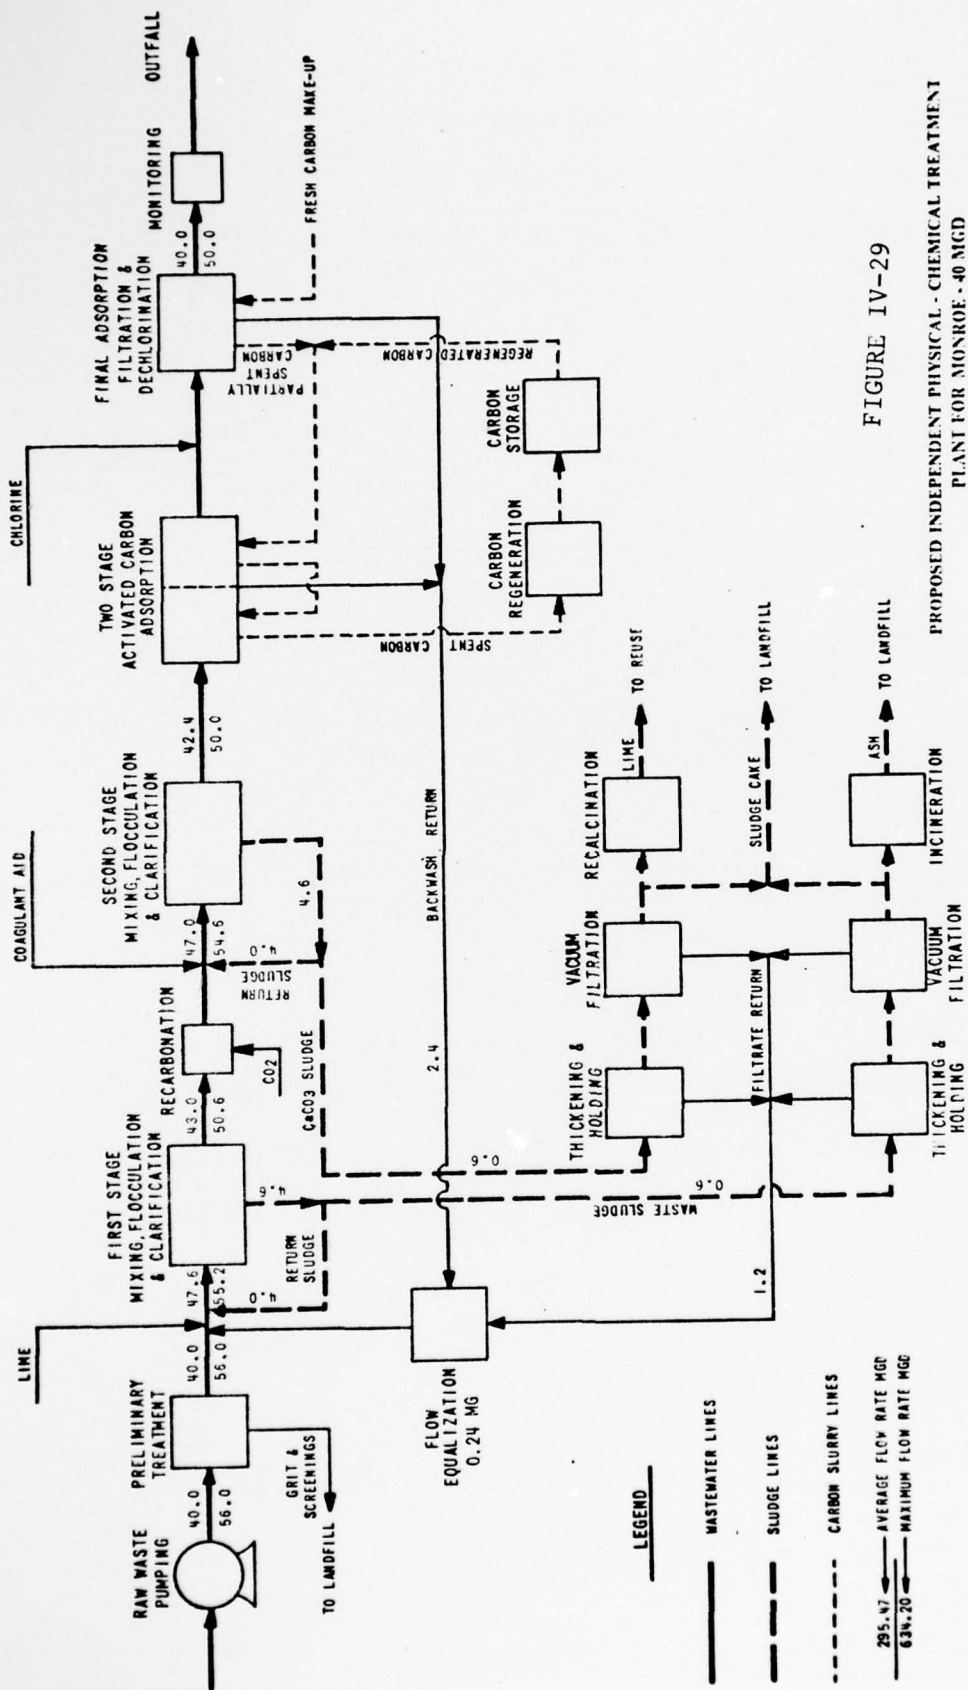 RAW WASTE
PUMPING
40.0
56.0
PRELIMINARY
TREATMENT
GRIT &
SCREENINGS
TO LANDFILL
LIME
40.0
56.0
47.6
55.2
FIRST STAGE
MIXING, FLOCCULATION
& CLARIFICATION
4.6
RETURN
SLUDGE
4.0
43.0
50.6
RECARBONATION
CO2
COAGULANT AID
47.0
54.6
RETURN
SLUDGE
4.0
SECOND STAGE
MIXING, FLOCCULATION
& CLARIFICATION
4.6
CaCO3 SLUDGE
42.4
50.0
TWO STAGE
ACTIVATED CARBON
ADSORPTION
CHLORINE
FINAL ADSORPTION
FILTRATION &
DECHLORINATION
40.0
50.0
MONITORING
OUTFALL
FRESH CARBON MAKE-UP
PARTIALLY
SPENT
CARBON
REGENERATED CARBON
SPENT CARBON
CARBON
REGENERATION
CARBON
STORAGE
BACKWASH RETURN
2.4
FLOW
EQUALIZATION
0.24 MG
0.6
WASTE SLUDGE
0.6
1.2
THICKENING &
HOLDING
VACUUM
FILTRATION
RECALCINATION
LIME
TO REUSE
FILTRATE RETURN
SLUDGE CAKE
TO LANDFILL
THICKENING &
HOLDING
VACUUM
FILTRATION
INCINERATION
ASH
TO LANDFILL
LEGEND
WASTEWATER LINES
SLUDGE LINES
CARBON SLURRY LINES
295.47 AVERAGE FLOW RATE MGD
634.20 MAXIMUM FLOW RATE MGD
FIGURE IV-29
PROPOSED INDEPENDENT PHYSICAL - CHEMICAL TREATMENT
PLANT FOR MONROE - 40 MGD